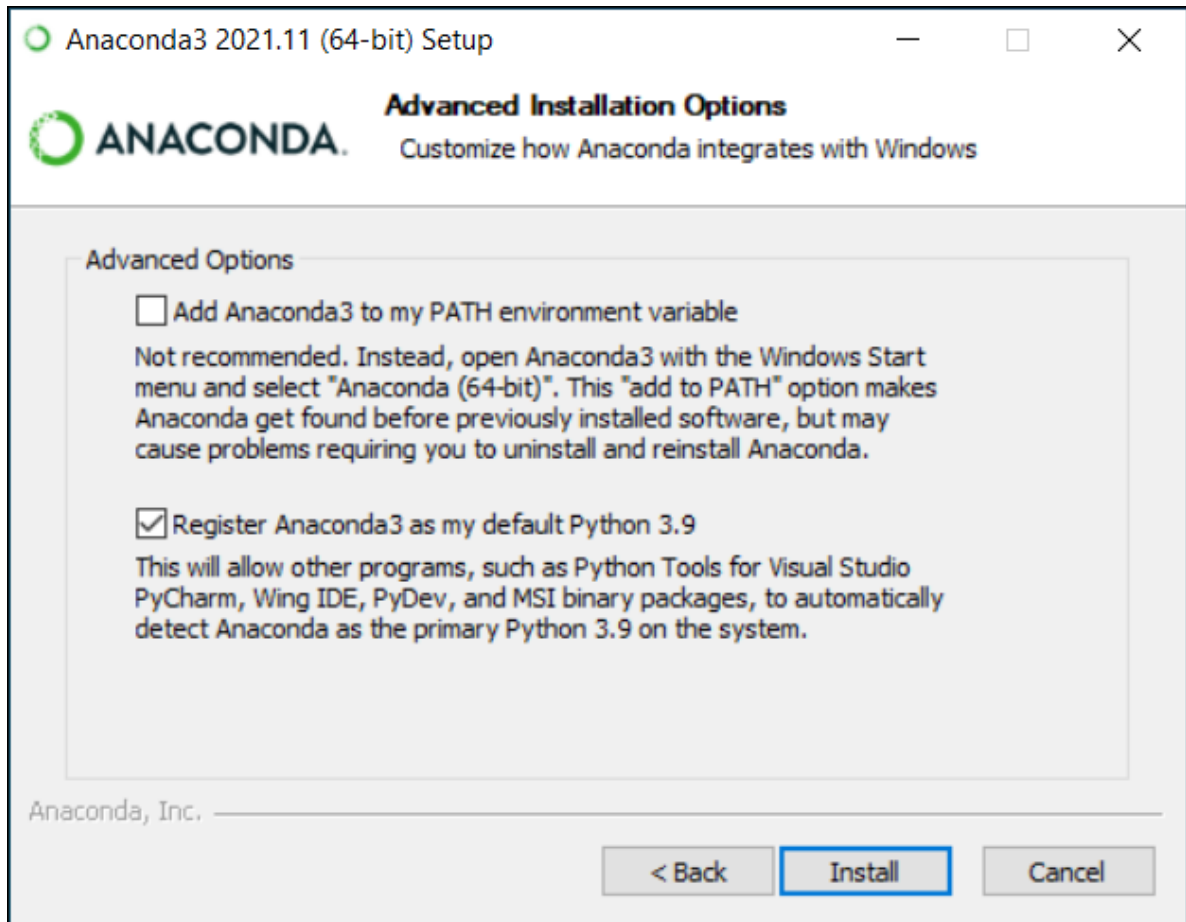 Anaconda3 2021.11 (64-bit) Setup
ANACONDA.
Advanced Installation Options
Customize how Anaconda integrates with Windows
Advanced Options
Add Anaconda3 to my PATH environment variable
Not recommended. Instead, open Anaconda3 with the Windows Start
menu and select "Anaconda (64-bit)". This "add to PATH" option makes
Anaconda get found before previously installed software, but may
cause problems requiring you to uninstall and reinstall Anaconda.
Register Anaconda3 as my default Python 3.9
This will allow other programs, such as Python Tools for Visual Studio
PyCharm, Wing IDE, PyDev, and MSI binary packages, to automatically
detect Anaconda as the primary Python 3.9 on the system.
Anaconda, Inc.
< Back Install Cancel